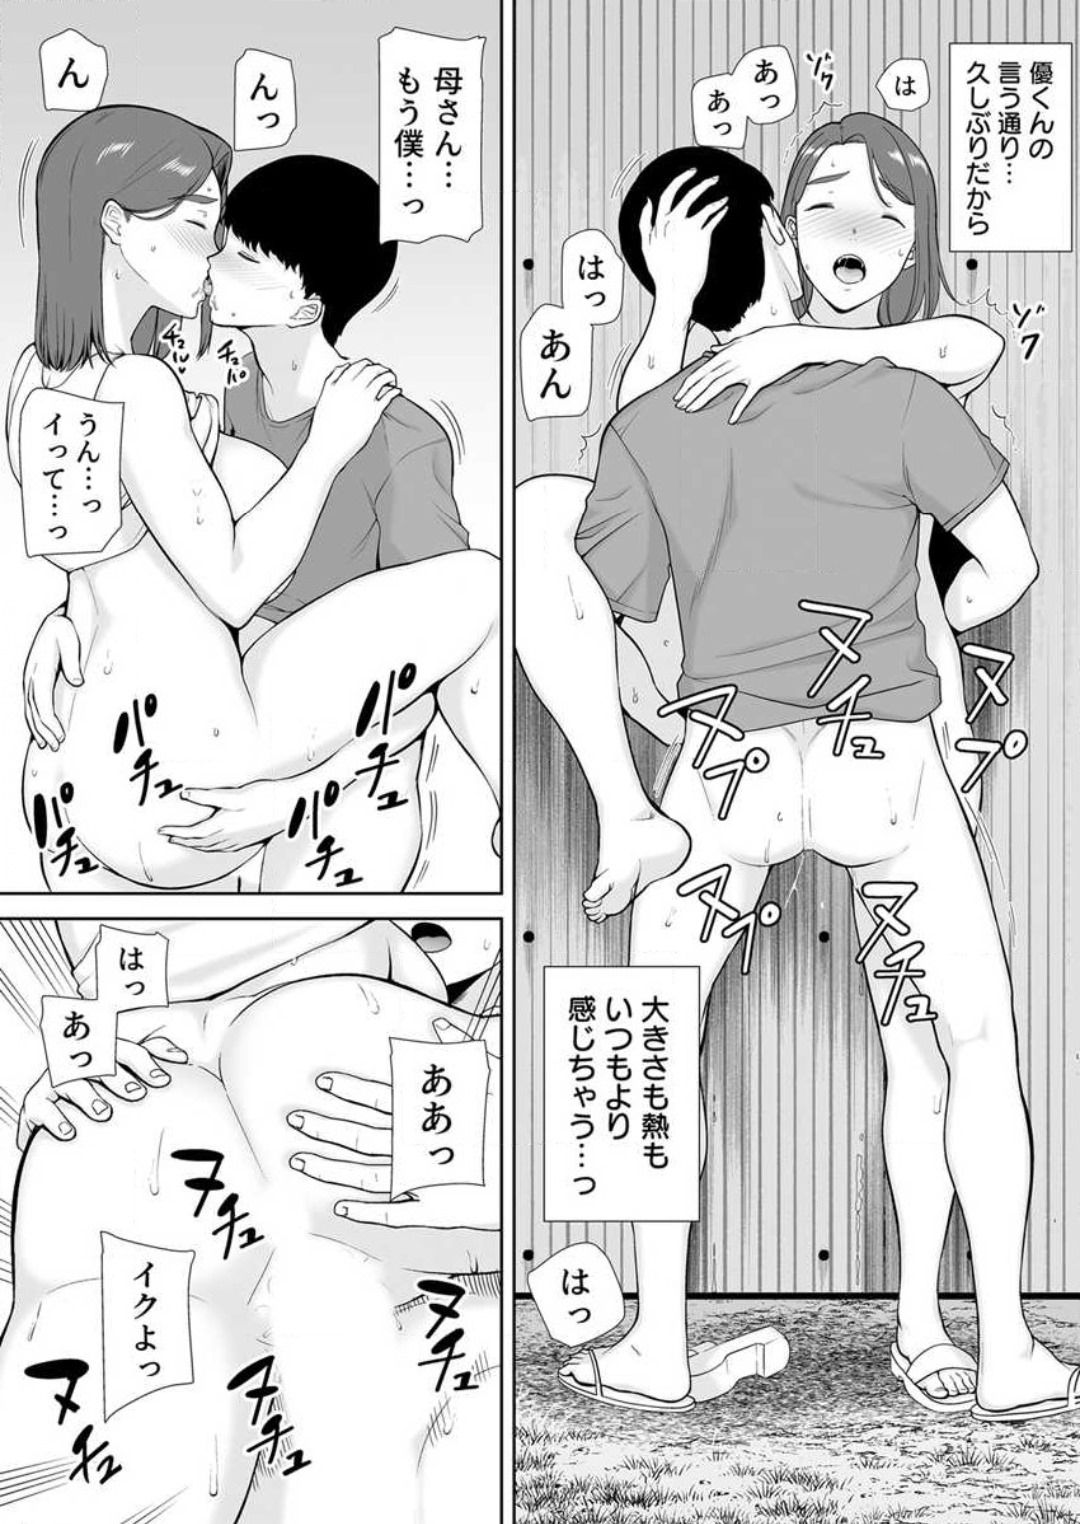 優くんの
言う通り…
久しぶりだから
は
ゾク
あっ
あっ
はっ
あん
ゾク
ヌチュ
ヌプ
ヌプ
ヌプ
ヌチュ
大きさも熱も
いつもより
感じちゃう…っ
はっ
母さん…
もう僕…っ
んっ
ん
チュル♥
チュパ
うん…っ
イって…っ
パチュ
パチュ
パチュ
パチュ
はっ
あっ
ああっ
ヌチュ
イクよっ
ヌチュ
ヌチュ
ヌチュ